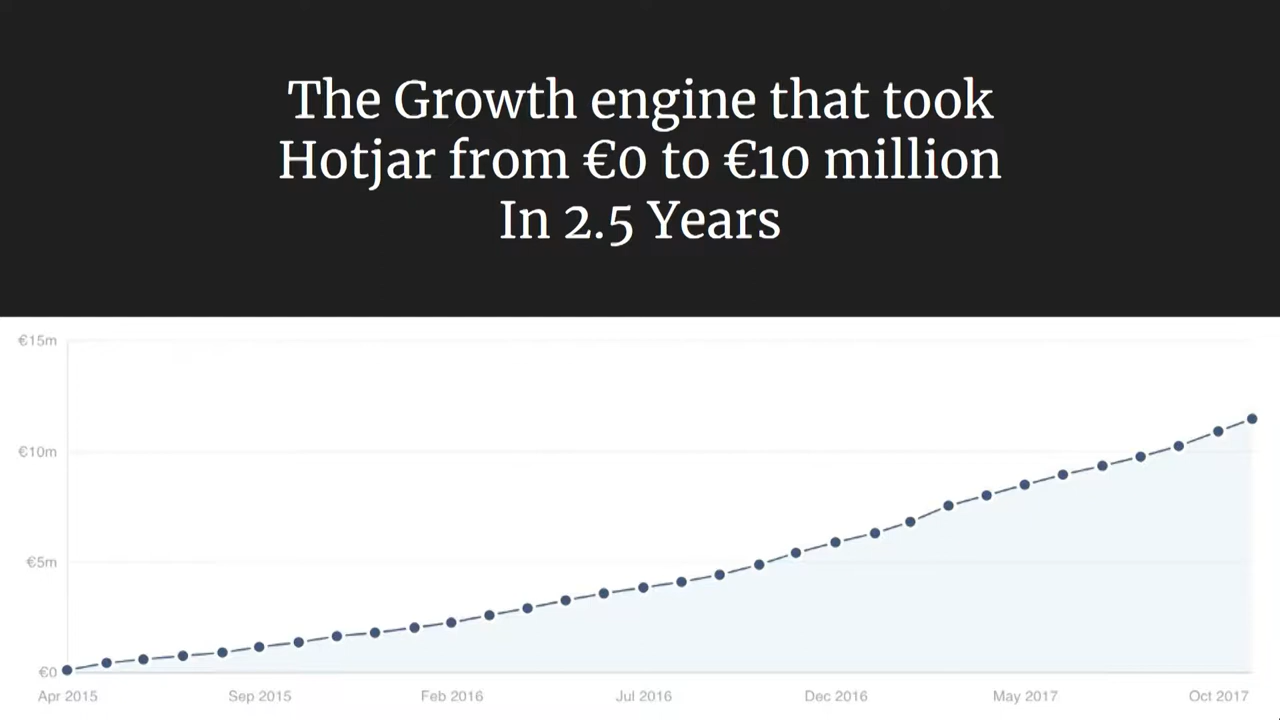 The Growth engine that took
Hotjar from €0 to €10 million
In 2.5 Years
€15m
€10m
€5m
€0
Apr 2015 Sep 2015 Feb 2016 Jul 2016 Dec 2016 May 2017 Oct 2017